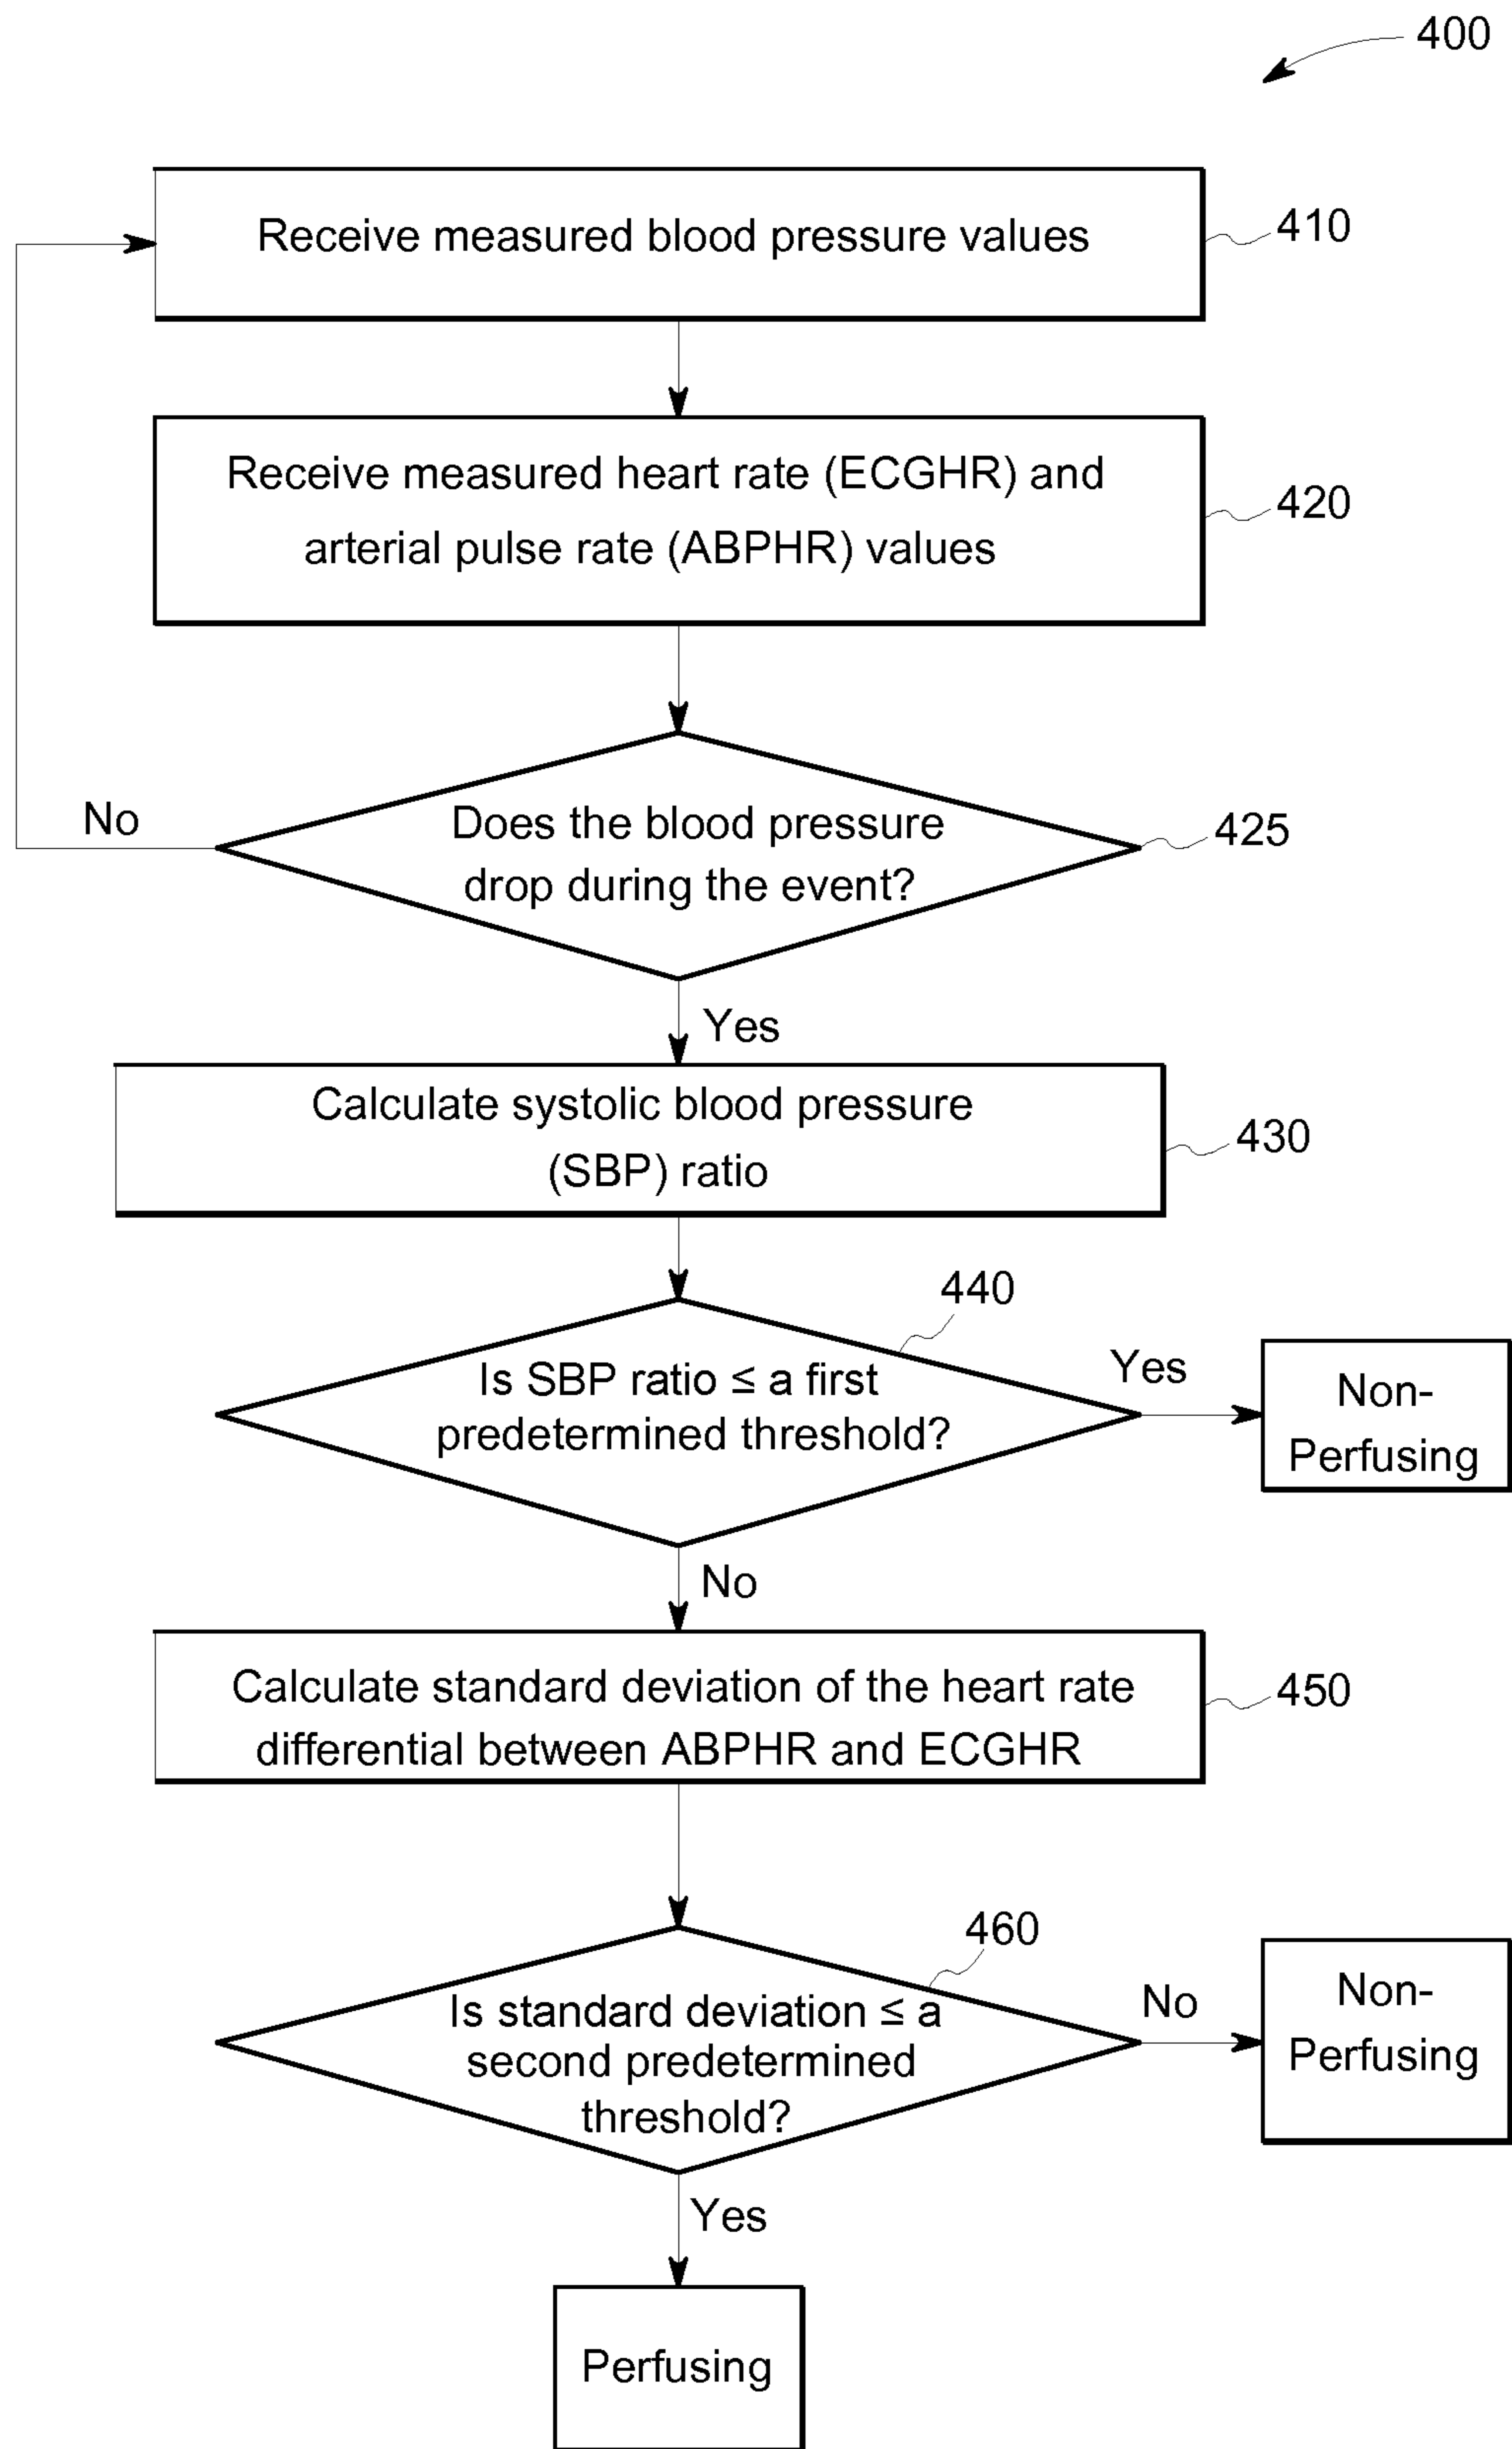 400
Receive measured blood pressure values
410
Receive measured heart rate (ECGHR) and
arterial pulse rate (ABPHR) values
420
Does the blood pressure
drop during the event?
425
No
Yes
Calculate systolic blood pressure
(SBP) ratio
430
440
Is SBP ratio ≤ a first
predetermined threshold?
Yes
Non-
Perfusing
No
Calculate standard deviation of the heart rate
differential between ABPHR and ECGHR
450
460
Is standard deviation ≤ a
second predetermined
threshold?
No
Non-
Perfusing
Yes
Perfusing